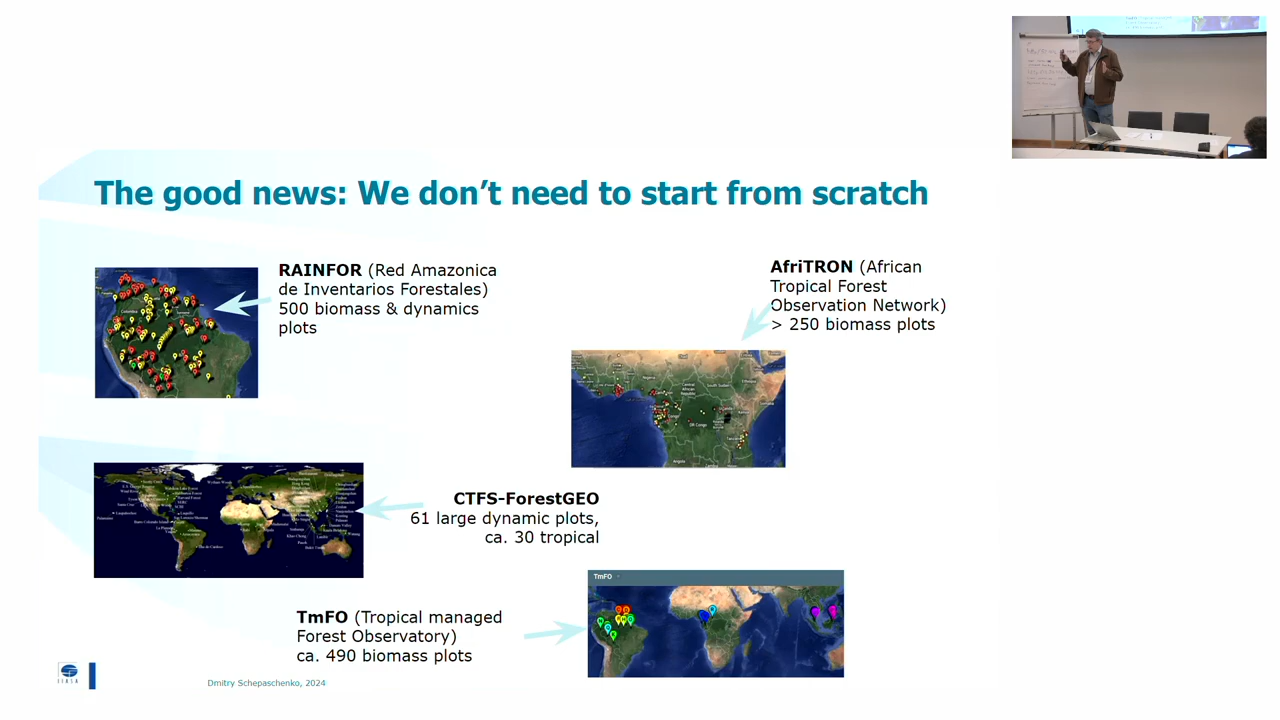 The good news: We don’t need to start from scratch
RAINFOR (Red Amazonica
de Inventarios Forestales)
500 biomass & dynamics
plots
AfriTRON (African
Tropical Forest
Observation Network)
> 250 biomass plots
CTFS-ForestGEO
61 large dynamic plots,
ca. 30 tropical
TmFO (Tropical managed
Forest Observatory)
ca. 490 biomass plots
TmFO
IIASA
Dmitry Schepaschenko, 2024